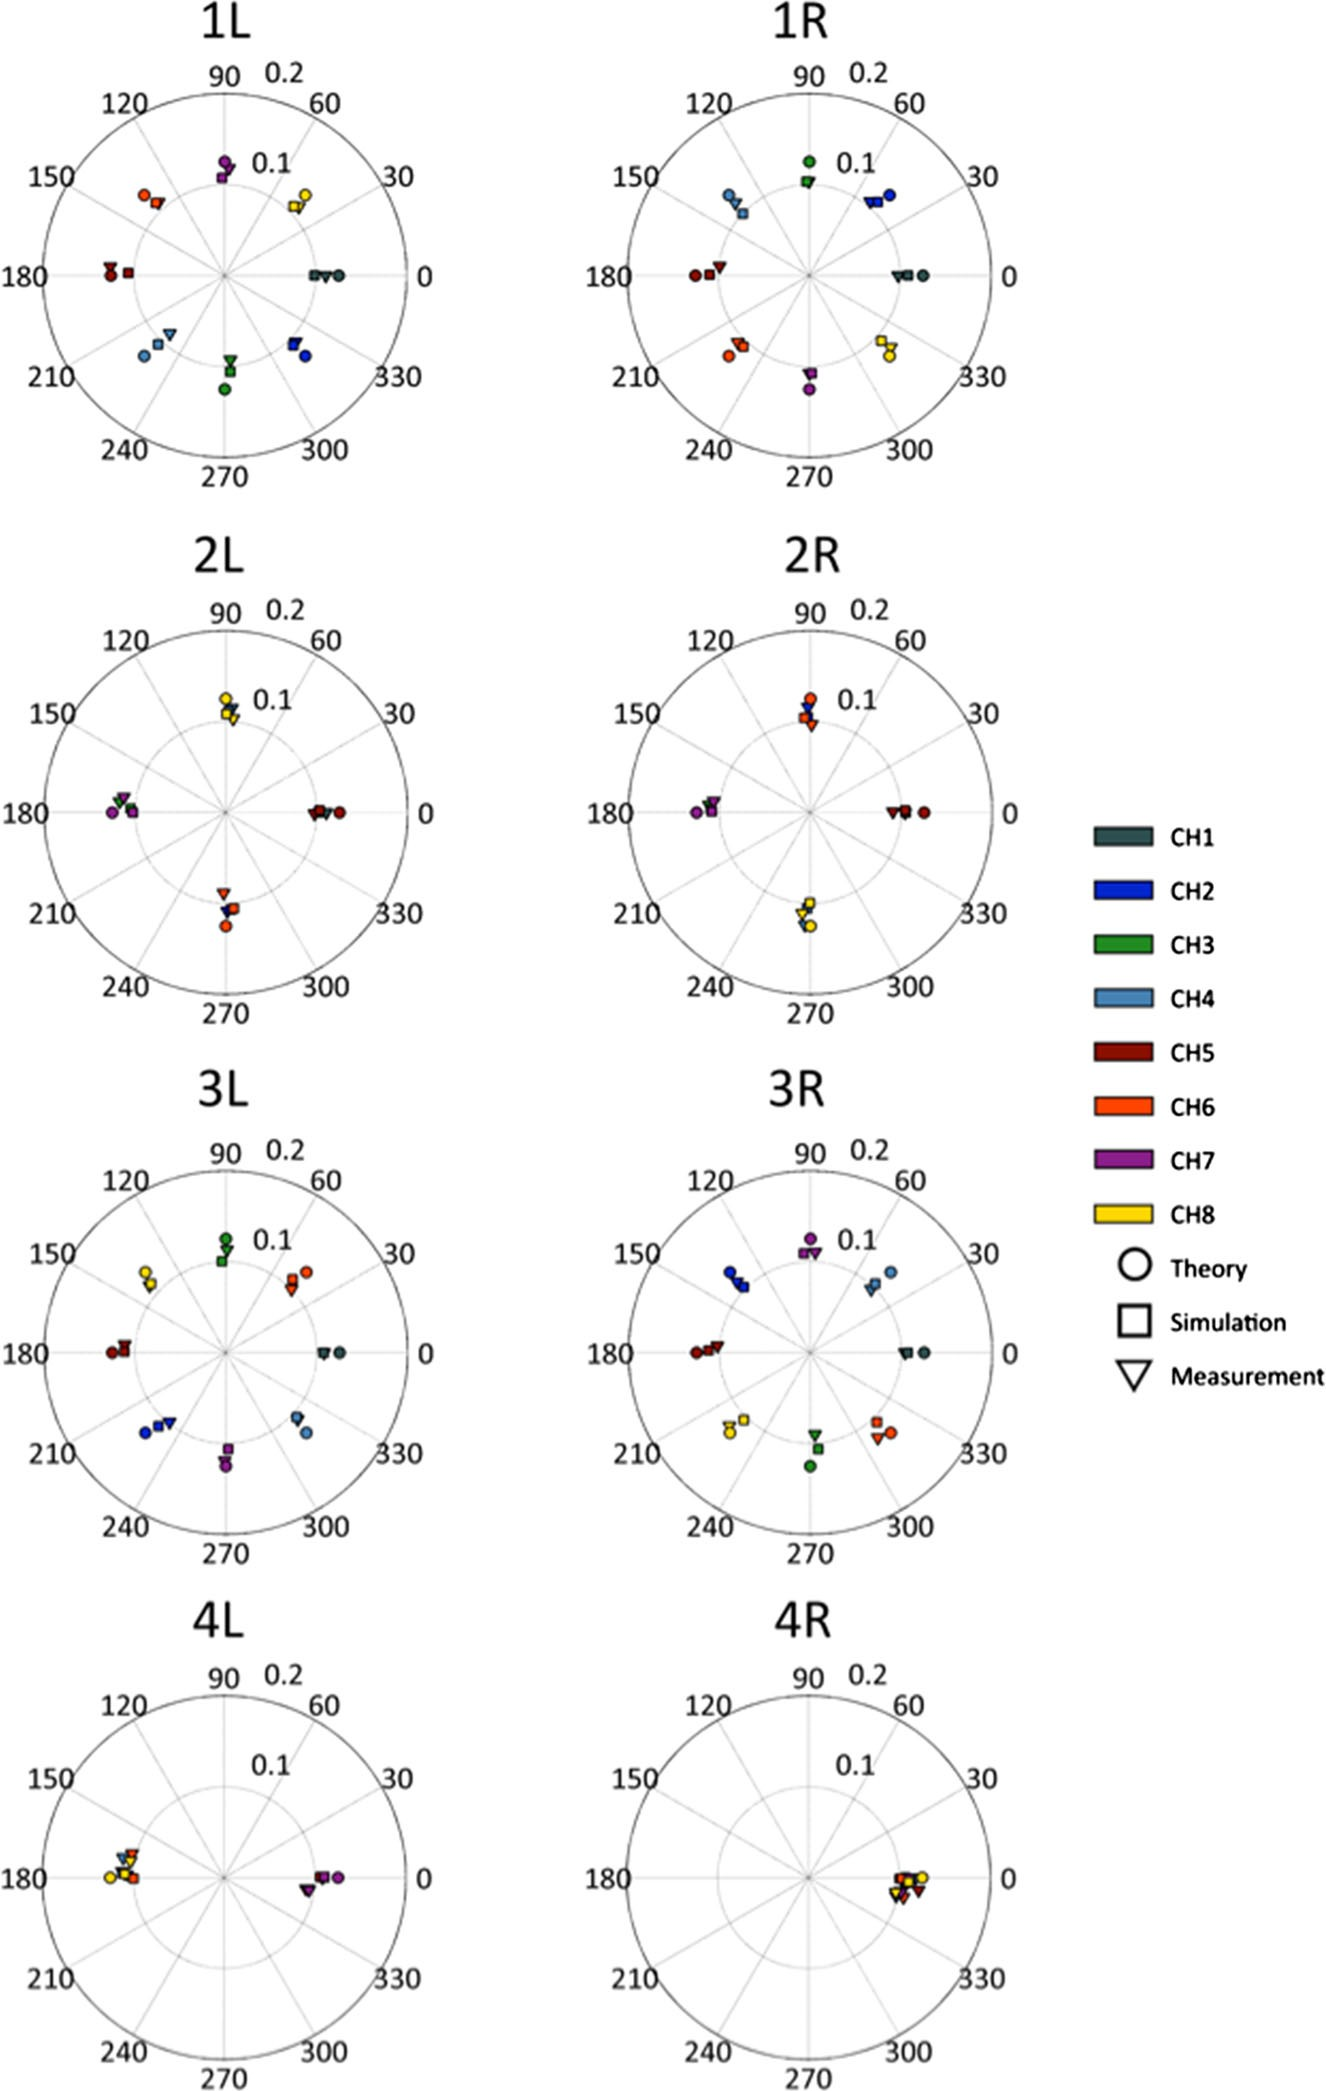 1L 1R
90 0.2 90 0.2
120 60 120 60
0.1 0.1
150 30 150 30
180 0 180 0
210 330 210 330
240 300 240 300
270 270
2L 2R
90 0.2 90 0.2
120 60 120 60
0.1 0.1
150 30 150 30
180 0 180 0
210 330 210 330
240 300 240 300
270 270
3L 3R
90 0.2 90 0.2
120 60 120 60
0.1 0.1
150 30 150 30
180 0 180 0
210 330 210 330
240 300 240 300
270 270
4L 4R
90 0.2 90 0.2
120 60 120 60
0.1 0.1
150 30 150 30
180 0 180 0
210 330 210 330
240 300 240 300
270 270
CH1
CH2
CH3
CH4
CH5
CH6
CH7
CH8
Theory
Simulation
Measurement